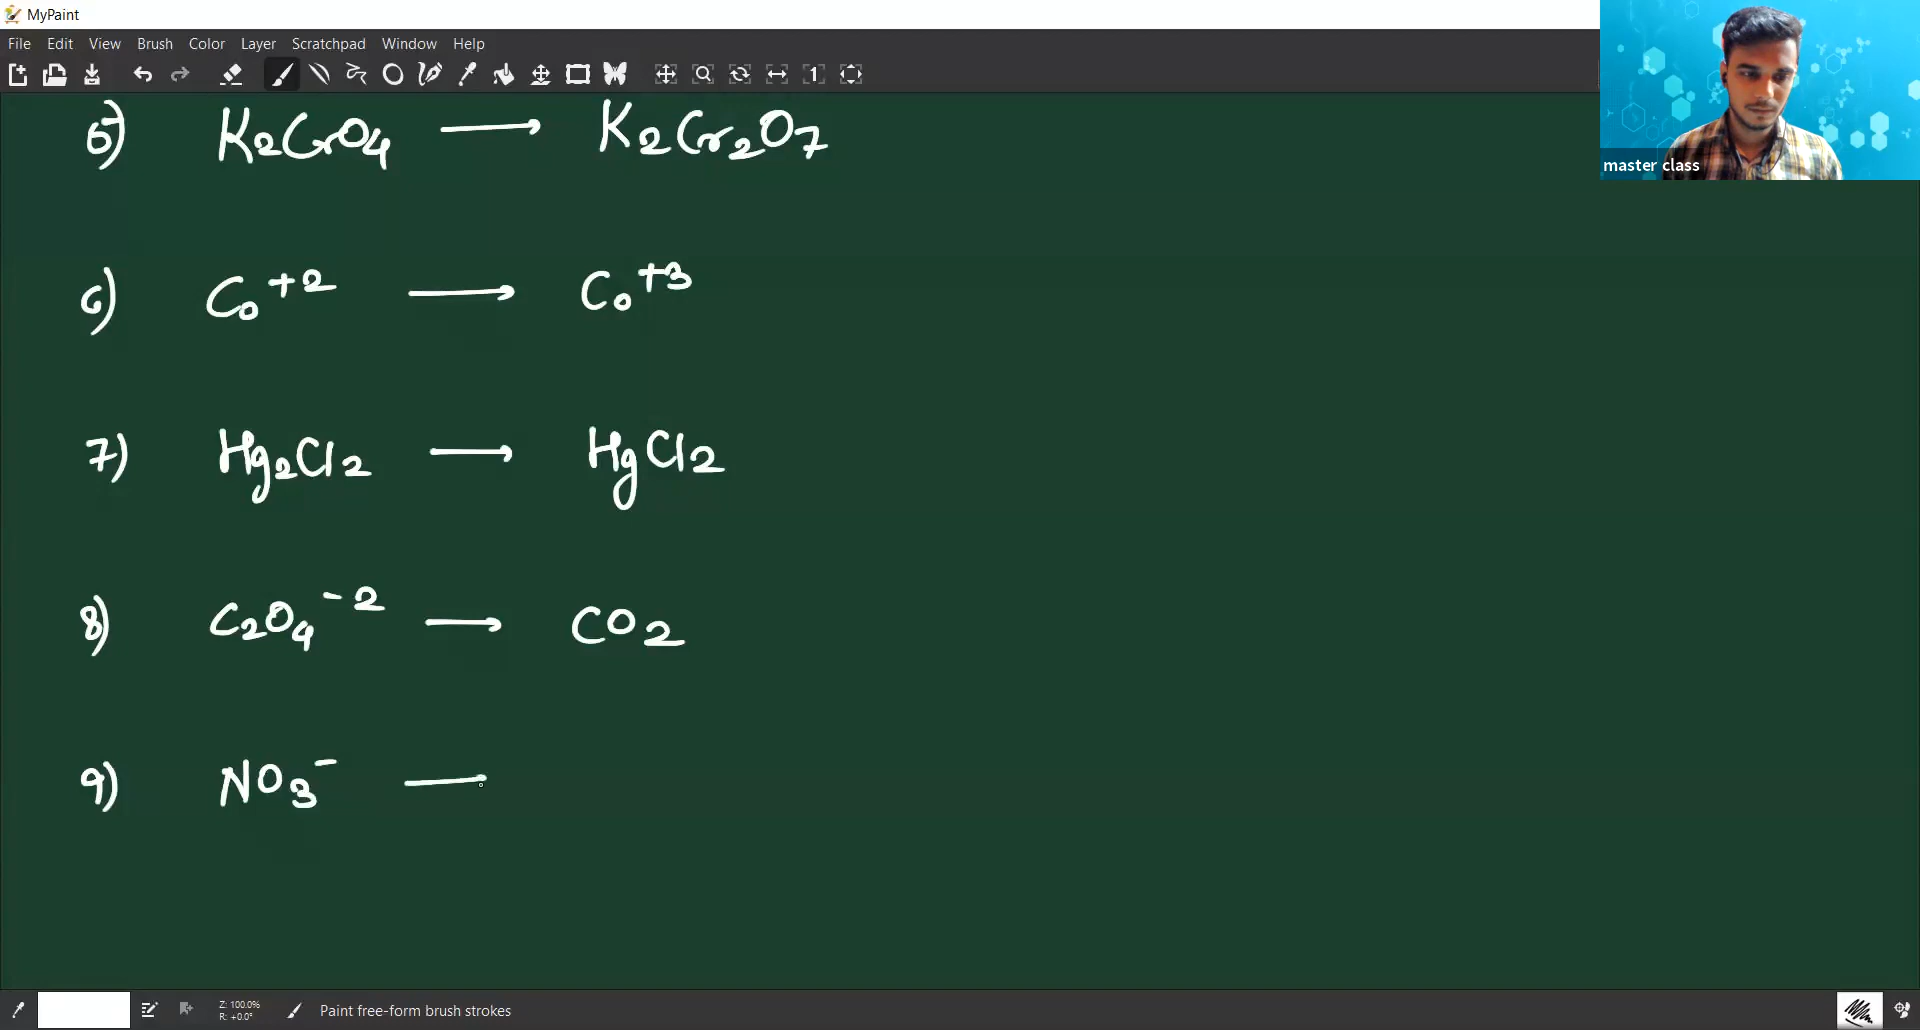 MyPaint
File Edit View Brush Color Layer Scratchpad Window Help
master class
5) K2CrO4 ⟶ K2Cr2O7
6) Co+2 ⟶ Co+3
7) Hg2Cl2 ⟶ HgCl2
8) C2O4-2 ⟶ CO2
9) NO3- —
Z: 100.0%
R: +0.0°
Paint free-form brush strokes